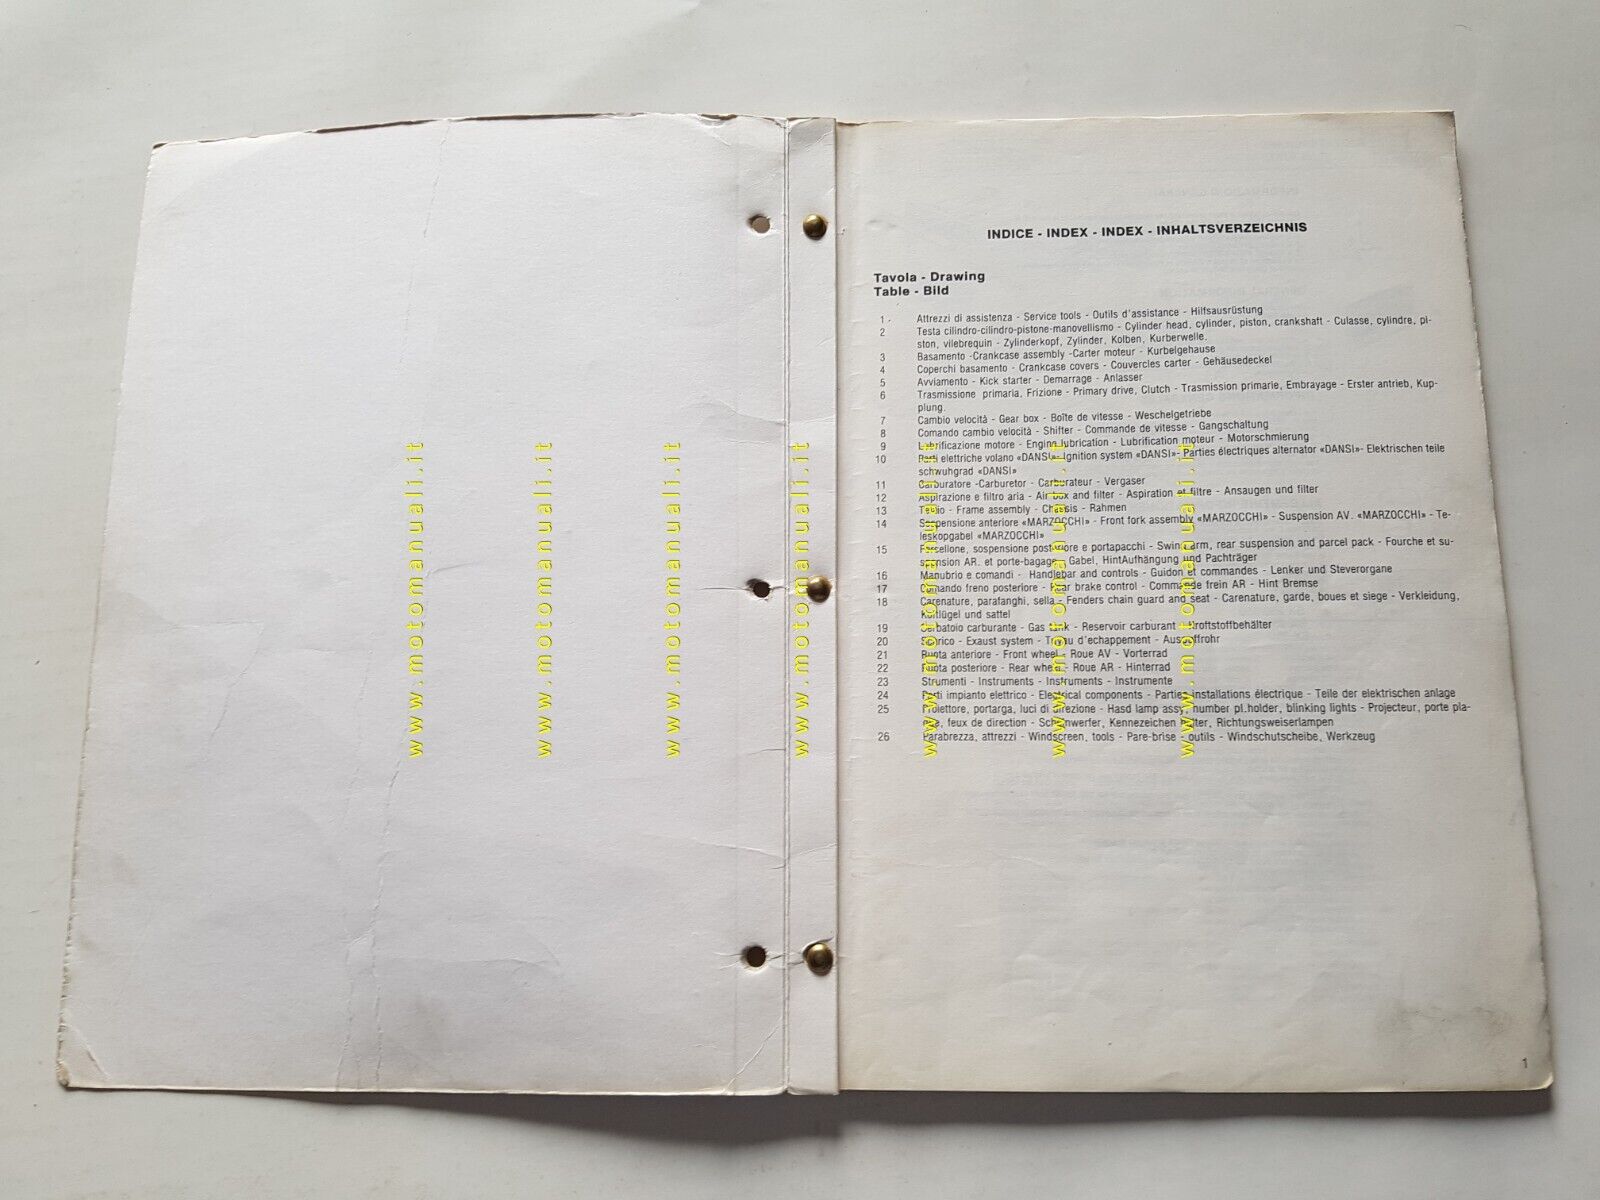 INDICE - INDEX - INDEX - INHALTSVERZEICHNIS
Tavola - Drawing
Table - Bild
1 Attrezzi di assistenza - Service tools - Outils d'assistance - Hilfsausrüstung
2 Testa cilindro-cilindro-pistone-manovellismo - Cylinder head, cylinder, piston, crankshaft - Culasse, cylindre, pi-
ston, vilebrequin - Zylinderkopf, Zylinder, Kolben, Kurberwelle.
3 Basamento -Crankcase assembly -Carter moteur - Kurbelgehause
4 Coperchi basamento - Crankcase covers - Couvercles carter - Gehäusedeckel
5 Avviamento - Kick starter - Demarrage - Anlasser
6 Trasmissione primaria, Frizione - Primary drive, Clutch - Trasmission primarie, Embrayage - Erster antrieb, Kup-
plung.
7 Cambio velocità - Gear box - Boîte de vitesse - Weschelgetriebe
8 Comando cambio velocità - Shifter - Commande de vitesse - Gangschaltung
9 Lubrificazione motore - Engine lubrication - Lubrification moteur - Motorschmierung
10 Parti elettriche volano «DANSI»- Ignition system «DANSI»- Parties électriques alternator «DANSI»- Elektrischen teile
schwuhgrad «DANSI»
11 Carburatore -Carburetor - Carburateur - Vergaser
12 Aspirazione e filtro aria - Air box and filter - Aspiration et filtre - Ansaugen und filter
13 Telaio - Frame assembly - Chassis - Rahmen
14 Sospensione anteriore «MARZOCCHI» - Front fork assembly «MARZOCCHI» - Suspension AV. «MARZOCCHI» - Te-
leskopgabel «MARZOCCHI»
15 Forcellone, sospensione posteriore e portapacchi - Swing arm, rear suspension and parcel pack - Fourche et su-
spension AR. et porte-bagage - Gabel, HintAufhängung und Pachträger
16 Manubrio e comandi - Handlebar and controls - Guidon et commandes - Lenker und Steverorgane
17 Comando freno posteriore - Rear brake control - Commande frein AR - Hint Bremse
18 Carenature, parafanghi, sella - Fenders chain guard and seat - Carenature, garde, boues et siege - Verkleidung,
Kotflügel und sattel
19 Serbatoio carburante - Gas tank - Reservoir carburant - Kroftstoffbehälter
20 Scarico - Exaust system - Tuyau d'echappement - Auspuffrohr
21 Ruota anteriore - Front wheel - Roue AV - Vorterrad
22 Ruota posteriore - Rear wheel - Roue AR - Hinterrad
23 Strumenti - Instruments - Instruments - Instrumente
24 Parti impianto elettrico - Electrical components - Parties installations électrique - Teile der elektrischen anlage
25 Proiettore, portarga, luci di direzione - Hasd lamp assy, number pl.holder, blinking lights - Projecteur, porte pla-
que, feux de direction - Scheinwerfer, Kennezeichen halter, Richtungsweiserlampen
26 Parabrezza, attrezzi - Windscreen, tools - Pare-brise - outils - Windschutscheibe, Werkzeug
1
www.motomanuali.it
www.motomanuali.it
www.motomanuali.it
www.motomanuali.it
www.motomanuali.it
www.motomanuali.it
www.motomanuali.it